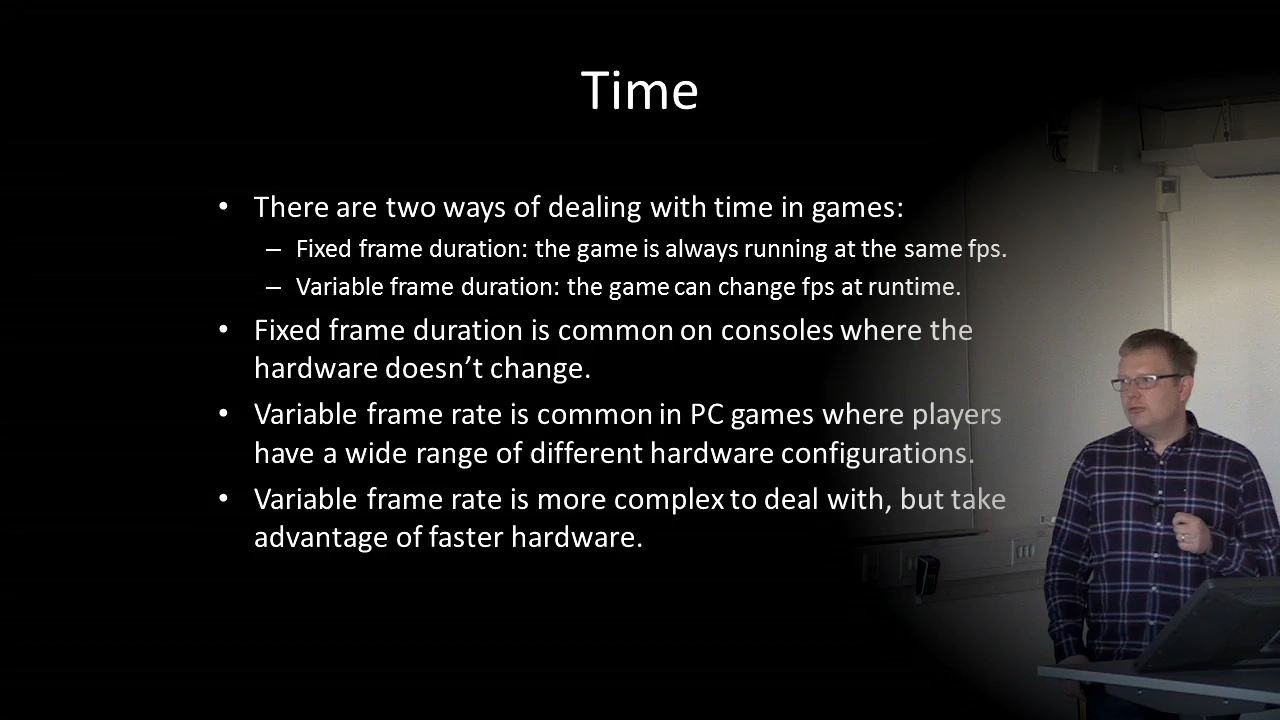 Time
• There are two ways of dealing with time in games:
– Fixed frame duration: the game is always running at the same fps.
– Variable frame duration: the game can change fps at runtime.
• Fixed frame duration is common on consoles where the
hardware doesn’t change.
• Variable frame rate is common in PC games where players
have a wide range of different hardware configurations.
• Variable frame rate is more complex to deal with, but take
advantage of faster hardware.